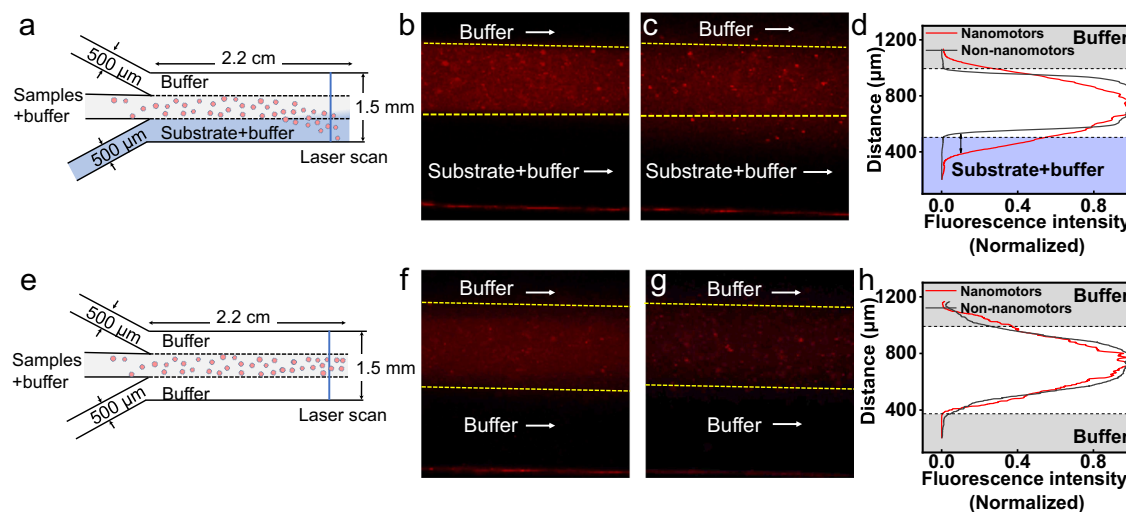 a
500 µm
2.2 cm
Buffer
Samples
+buffer
1.5 mm
Substrate+buffer
500 µm
Laser scan
b
Buffer
Substrate+buffer
c
Buffer
Substrate+buffer
d
Nanomotors
Buffer
Non-nanomotors
1200
800
400
Distance (µm)
Substrate+buffer
0.0
0.4
0.8
Fluorescence intensity
(Normalized)
e
500 µm
2.2 cm
Buffer
Samples
+buffer
1.5 mm
Buffer
500 µm
Laser scan
f
Buffer
Buffer
g
Buffer
Buffer
h
Nanomotors
Buffer
Non-nanomotors
1200
800
400
Distance (µm)
Buffer
0.0
0.4
0.8
Fluorescence intensity
(Normalized)